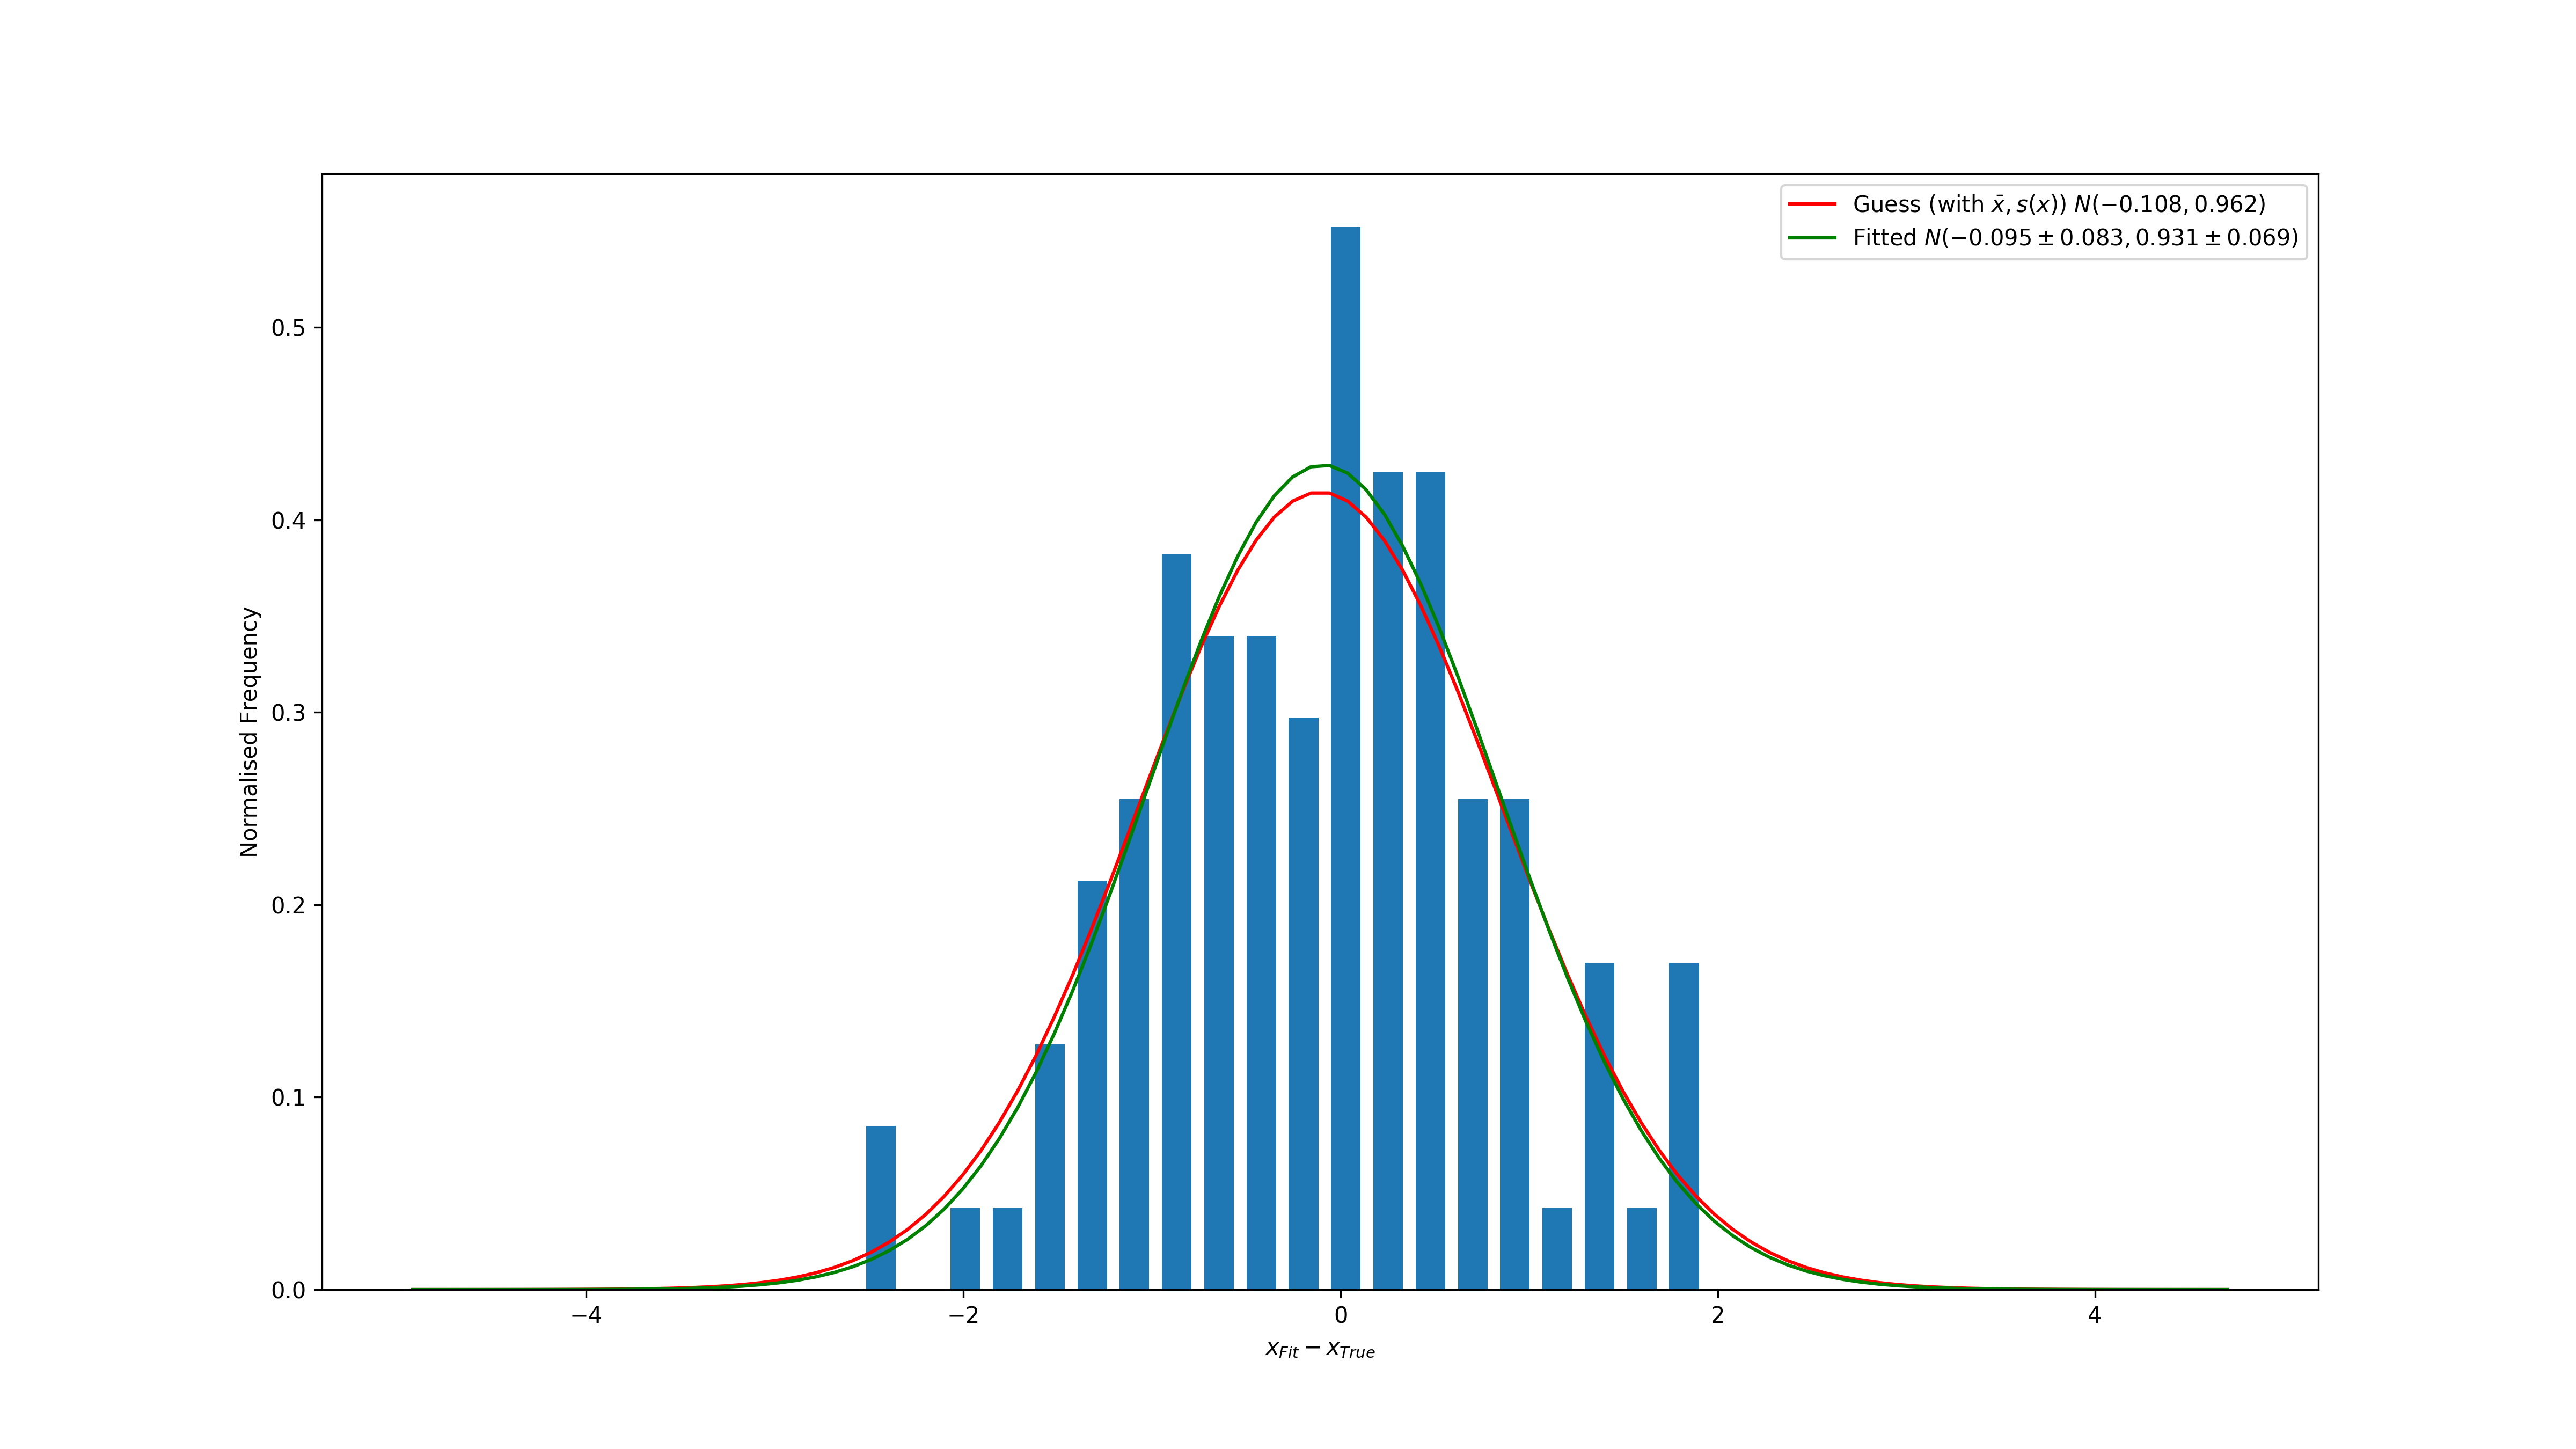 Guess (with x̄, s(x)) N(−0.108, 0.962)
Fitted N(−0.095 ± 0.083, 0.931 ± 0.069)
Normalised Frequency
0.5
0.4
0.3
0.2
0.1
0.0
−4 −2 0 2 4
x_Fit − x_True